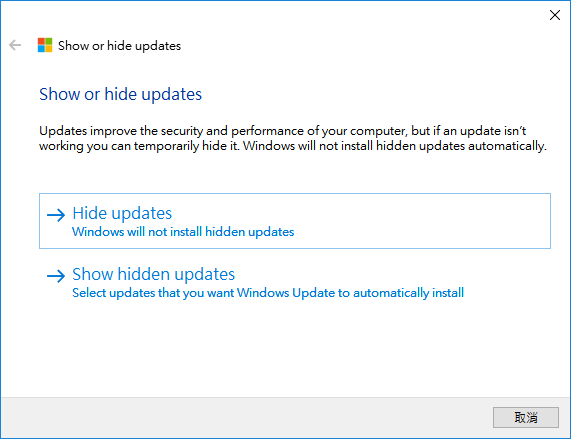 Show or hide updates
Show or hide updates
Updates improve the security and performance of your computer, but if an update isn't
working you can temporarily hide it. Windows will not install hidden updates automatically.
Hide updates
Windows will not install hidden updates
Show hidden updates
Select updates that you want Windows Update to automatically install
取消